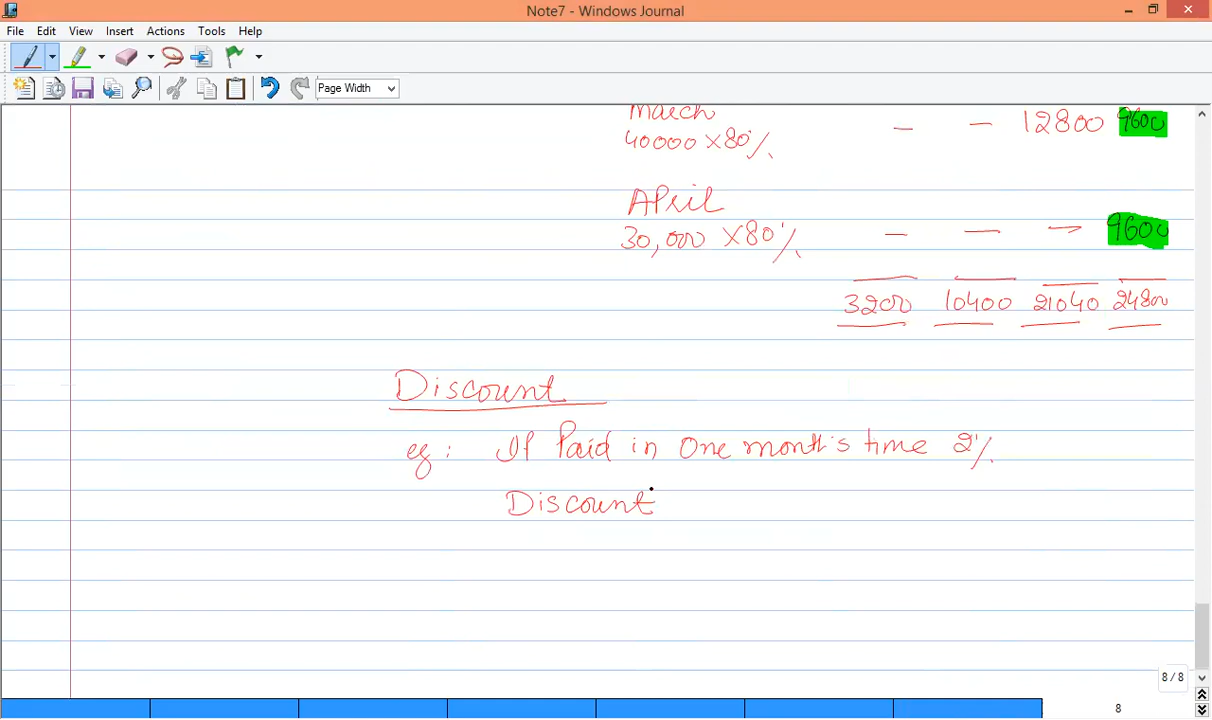 Note7 - Windows Journal
File Edit View Insert Actions Tools Help
Page Width
March
40000 × 80% — — 12800 9600
April
30,000 × 80% — — — 9600
3200 10400 21040 24800
Discount
eg: If Paid in One month's time 2%
Discount
8 / 8
8